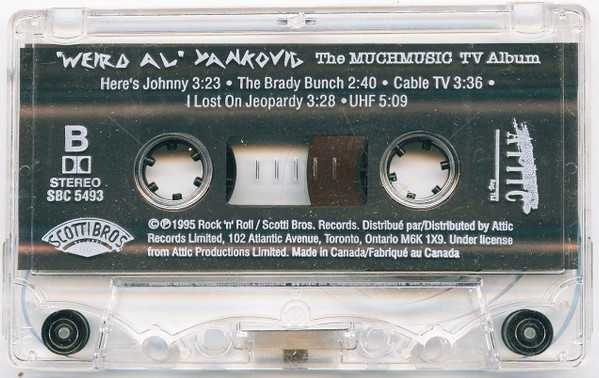 "WEIRD AL" YANKOVIC The MUCHMUSIC TV Album
Here's Johnny 3:23 • The Brady Bunch 2:40 • Cable TV 3:36 •
I Lost On Jeopardy 3:28 • UHF 5:09
B
STEREO
SBC 5493
ATTIC
SCOTTI BROS
RECORDS
©℗1995 Rock 'n' Roll / Scotti Bros. Records. Distribué par/Distributed by Attic
Records Limited, 102 Atlantic Avenue, Toronto, Ontario M6K 1X9. Under license
from Attic Productions Limited. Made in Canada/Fabriqué au Canada